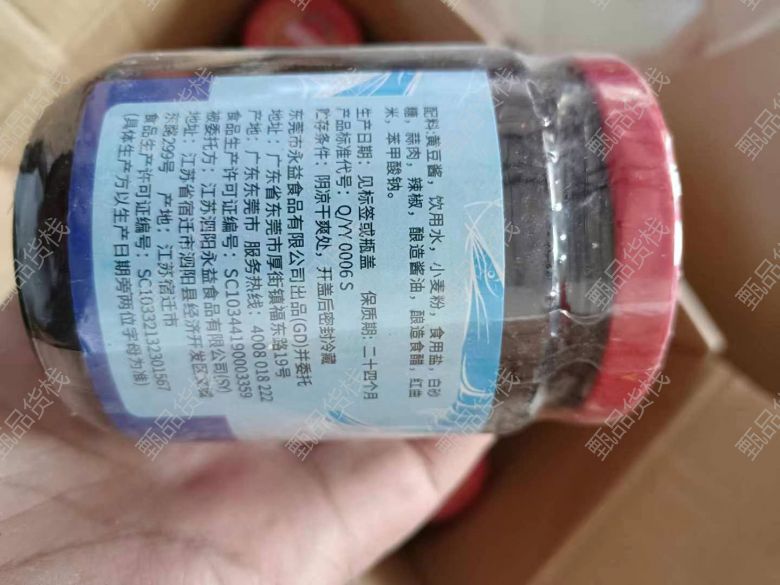 配料:黄豆酱，饮用水，小麦粉，食用盐，白砂
糖，蒜肉，辣椒，酿造酱油，酿造食醋，红曲
米，苯甲酸钠。
生产日期：见标签或瓶盖 保质期：二十四个月
产品标准代号：Q/YY 0006 S
贮存条件：阴凉干爽处，开盖后密封冷藏
东莞市永益食品有限公司出品(GD)并委托
地址：广东省东莞市厚街镇福东路19号
产地：广东东莞市 服务热线：4008 018 222
食品生产许可证编号：SC10344190003359
被委托方：江苏泗阳永益食品有限公司(SY)
地址：江苏省宿迁市泗阳县经济开发区文城
东路299号 产地：江苏宿迁市
食品生产许可证编号：SC10332132301567
(具体生产方以生产日期旁两位字母为准)
甄品货栈